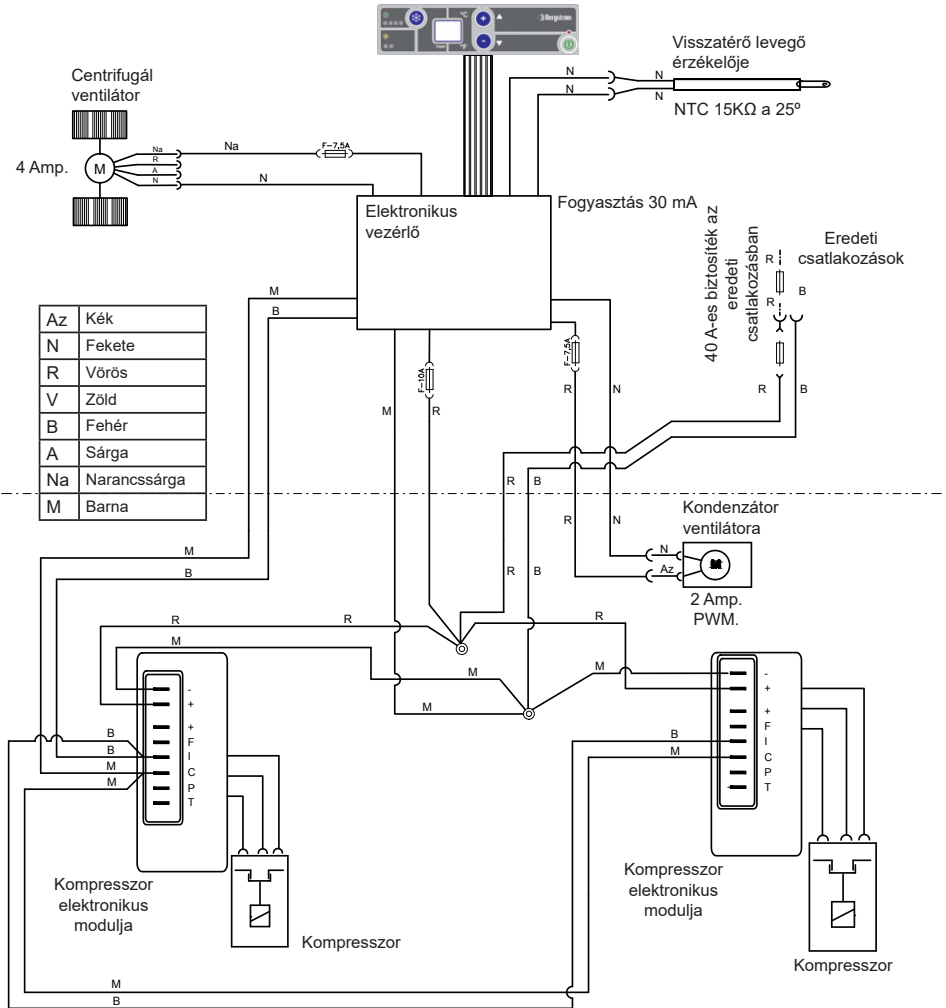 °C
°F
Bergstrom
Visszatérő levegő
érzékelője
N
N
N
N
NTC 15KΩ a 25º
Centrifugál
ventilátor
4 Amp.
M
Na
R
A
N
Na
F-7,5A
N
Elektronikus
vezérlő
Fogyasztás 30 mA
40 A-es biztosíték az
eredeti
csatlakozásban
Eredeti
csatlakozások
R
B
R
R
B
M
B
Az Kék
N Fekete
R Vörös
V Zöld
B Fehér
A Sárga
Na Narancssárga
M Barna
F-10A
F-7,5A
M
R
R
N
R
B
R
N
R
B
Kondenzátor
ventilátora
N
Az
M
2 Amp.
PWM.
M
B
R
R
R
M
M
M
-
+
+
F
I
C
P
T
B
B
M
M
-
+
+
F
I
C
P
T
B
M
Kompresszor
elektronikus
modulja
Kompresszor
Kompresszor
elektronikus
modulja
Kompresszor
M
B